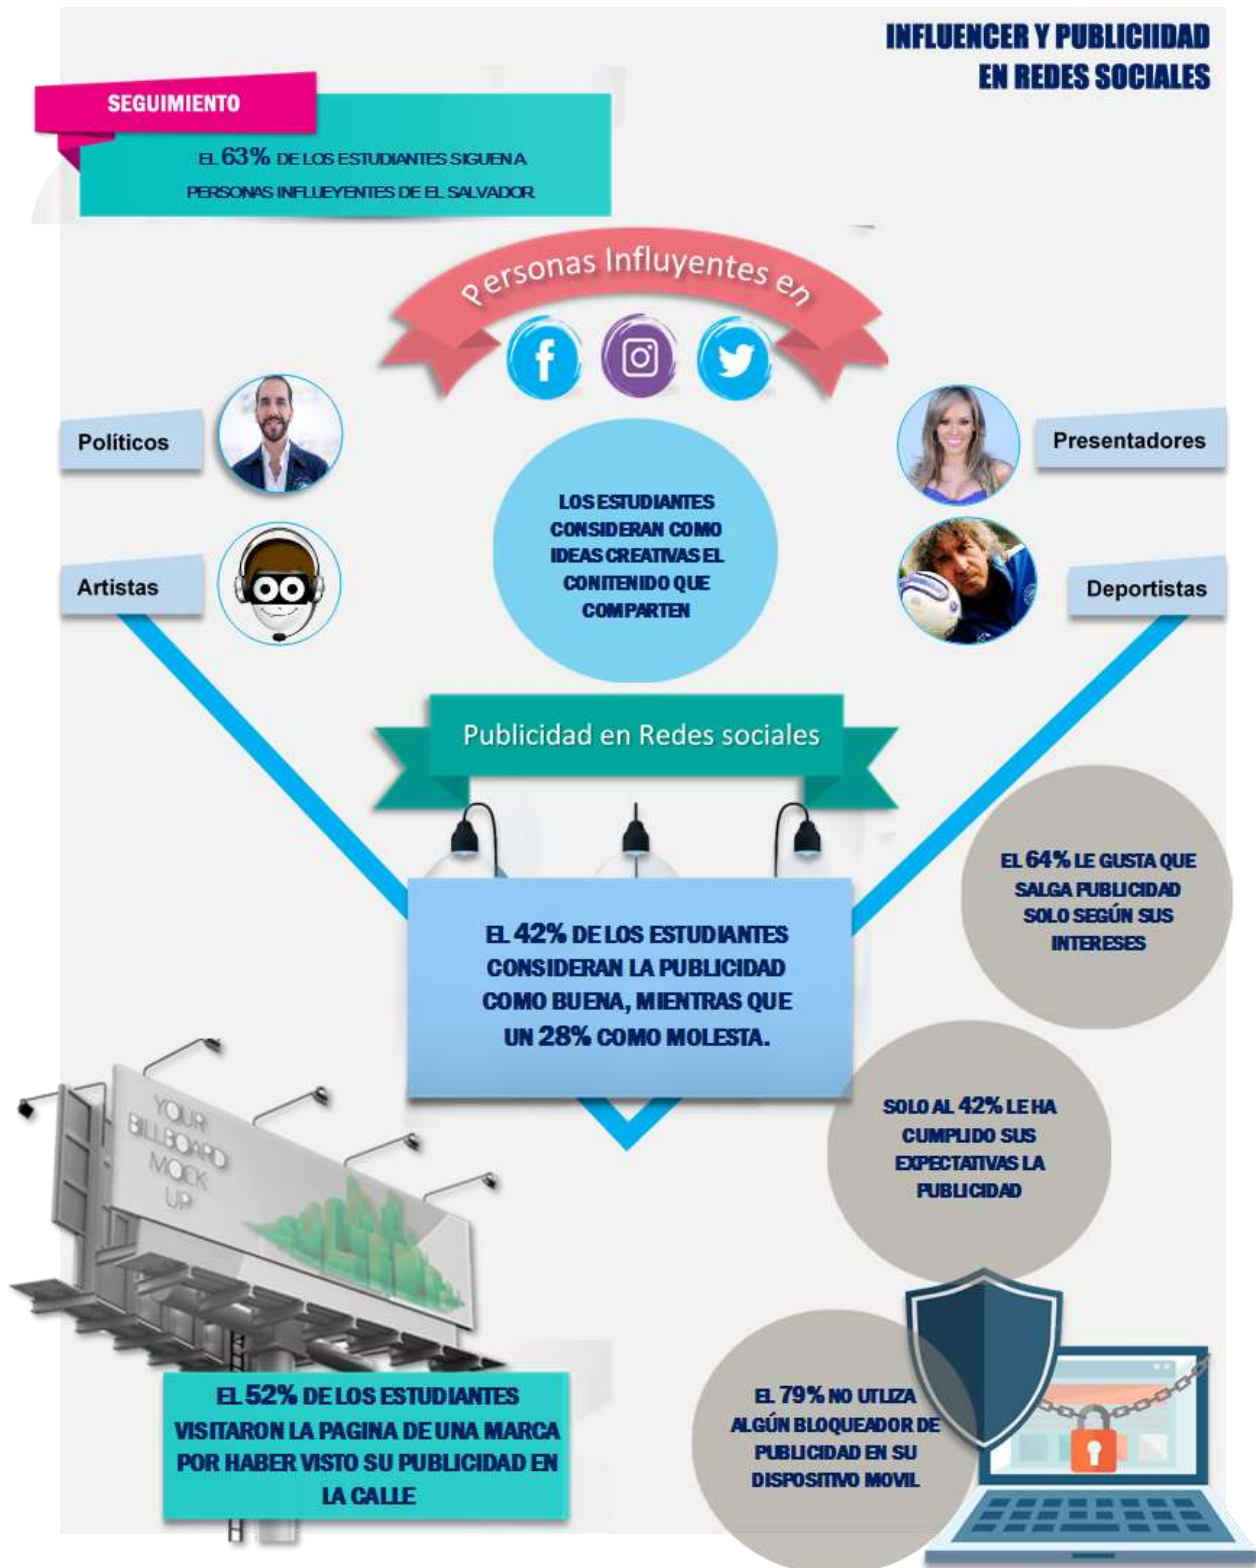 INFLUENCER Y PUBLICIIDAD
EN REDES SOCIALES
SEGUIMIENTO
EL 63% DE LOS ESTUDIANTES SIGUEN A
PERSONAS INFLUEYENTES DE EL SALVADOR
Personas Influyentes en
Políticos
Presentadores
LOS ESTUDIANTES
CONSIDERAN COMO
IDEAS CREATIVAS EL
CONITENIDO QUE
COMPARTEN
Artistas
Deportistas
Publicidad en Redes sociales
EL 64% LE GUSTA QUE
SALGA PUBLICIDAD
SOLO SEGÚN SUS
INTERESES
EL 42% DE LOS ESTUDIANTES
CONSIDERAN LA PUBLICIDAD
COMO BUENA, MIENTRAS QUE
UN 28% COMO MOLESTA.
YOUR
BILLBOARD
MOCK-
UP
SOLO AL 42% LE HA
CUMPLIDO SUS
EXPECTATIVAS LA
PUBLICIDAD
EL 52% DE LOS ESTUDIANTES
VISITARON LA PAGINA DE UNA MARCA
POR HABER VISTO SU PUBLICIDAD EN
LA CALLE
EL 79% NO UTLIZA
ALGÚN BLOQUEADOR DE
PUBLICIDAD EN SU
DISPOSITIVO MOVIL